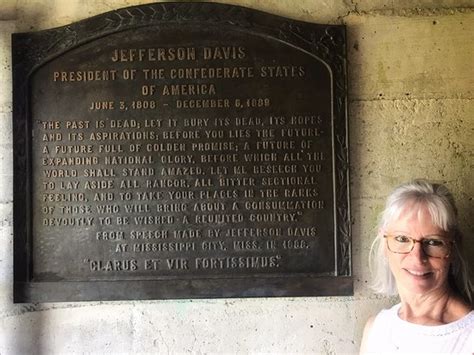 JEFFERSON DAVIS
PRESIDENT OF THE CONFEDERATE STATES
OF AMERICA
JUNE 3, 1808 – DECEMBER 6, 1889
"THE PAST IS DEAD; LET IT BURY ITS DEAD, ITS HOPES
AND ITS ASPIRATIONS; BEFORE YOU LIES THE FUTURE-
A FUTURE FULL OF GOLDEN PROMISE; A FUTURE OF
EXPANDING NATIONAL GLORY, BEFORE WHICH ALL THE
WORLD SHALL STAND AMAZED. LET ME BESEECH YOU
TO LAY ASIDE ALL RANCOR, ALL BITTER SECTIONAL
FEELING, AND TO TAKE YOUR PLACES IN THE RANKS
OF THOSE WHO WILL BRING ABOUT A CONSUMMATION
DEVOUTLY TO BE WISHED-A REUNITED COUNTRY."
FROM SPEECH MADE BY JEFFERSON DAVIS
AT MISSISSIPPI CITY, MISS. IN 1888.
"CLARUS ET VIR FORTISSIMUS."